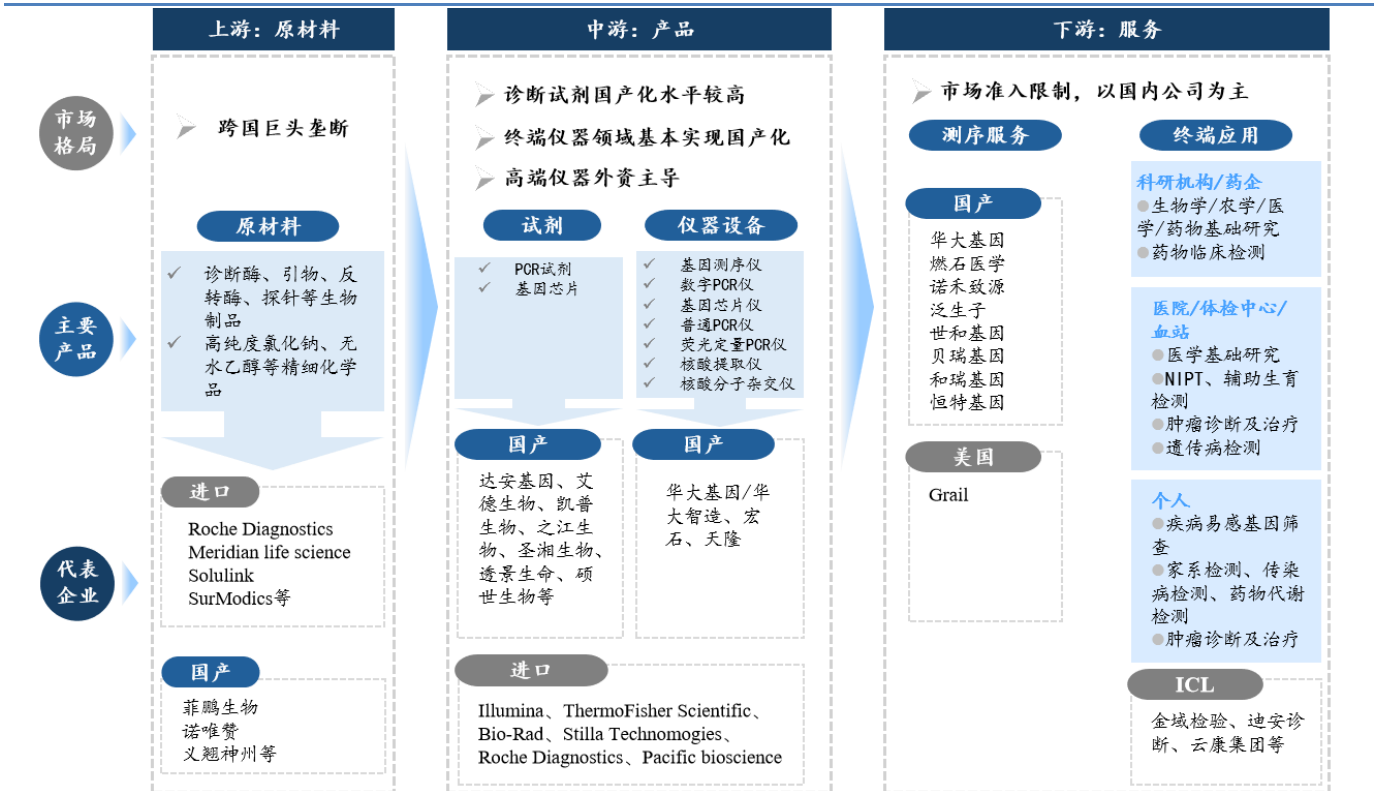 上游：原材料
中游：产品
下游：服务
市场
格局
跨国巨头垄断
诊断试剂国产化水平较高
终端仪器领域基本实现国产化
高端仪器外资主导
市场准入限制，以国内公司为主
主要
产品
原材料
诊断酶、引物、反
转酶、探针等生物
制品
高纯度氯化钠、无
水乙醇等精细化学
品
试剂
PCR试剂
基因芯片
仪器设备
基因测序仪
数字PCR仪
基因芯片仪
普通PCR仪
荧光定量PCR仪
核酸提取仪
核酸分子杂交仪
代表
企业
进口
Roche Diagnostics
Meridian life science
Solulink
SurModics等
国产
菲鹏生物
诺唯赞
义翘神州等
国产
达安基因、艾
德生物、凯普
生物、之江生
物、圣湘生物、
透景生命、硕
世生物等
国产
华大基因/华
大智造、宏
石、天隆
进口
Illumina、ThermoFisher Scientific、
Bio-Rad、Stilla Technomogies、
Roche Diagnostics、Pacific bioscience
测序服务
国产
华大基因
燃石医学
诺禾致源
泛生子
世和基因
贝瑞基因
和瑞基因
恒特基因
美国
Grail
终端应用
科研机构/药企
生物学/农学/医
学/药物基础研究
药物临床检测
医院/体检中心/
血站
医学基础研究
NIPT、辅助生育
检测
肿瘤诊断及治疗
遗传病检测
个人
疾病易感基因筛
查
家系检测、传染
病检测、药物代谢
检测
肿瘤诊断及治疗
ICL
金域检验、迪安诊
断、云康集团等